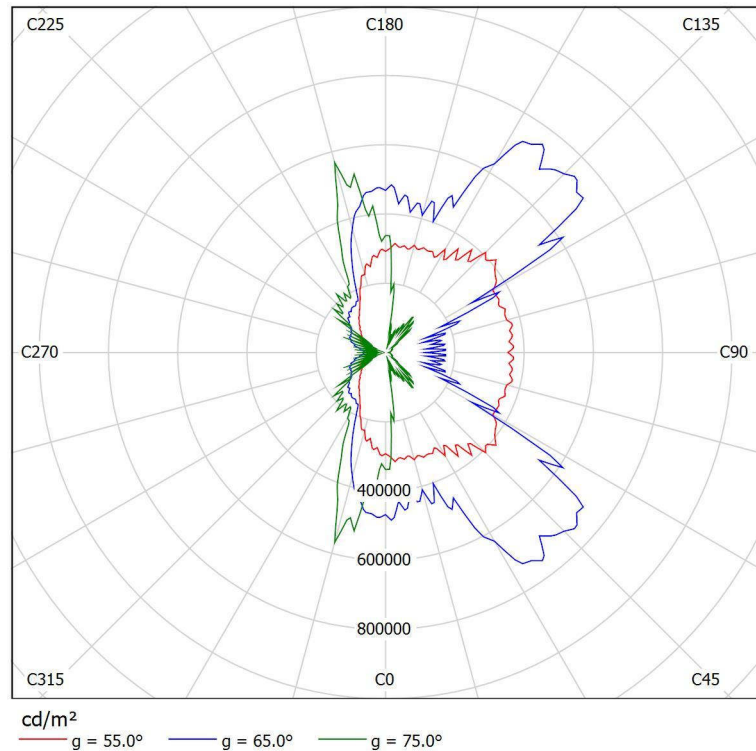 C225 C180 C135
C270 C90
400000
600000
800000
C315 C0 C45
cd/m²
g = 55.0° g = 65.0° g = 75.0°